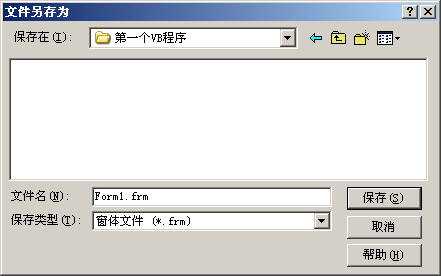 文件另存为
保存在(I): 第一个VB程序
文件名(N): Form1.frm 保存(S)
保存类型(T): 窗体文件 (*.frm) 取消
帮助(H)